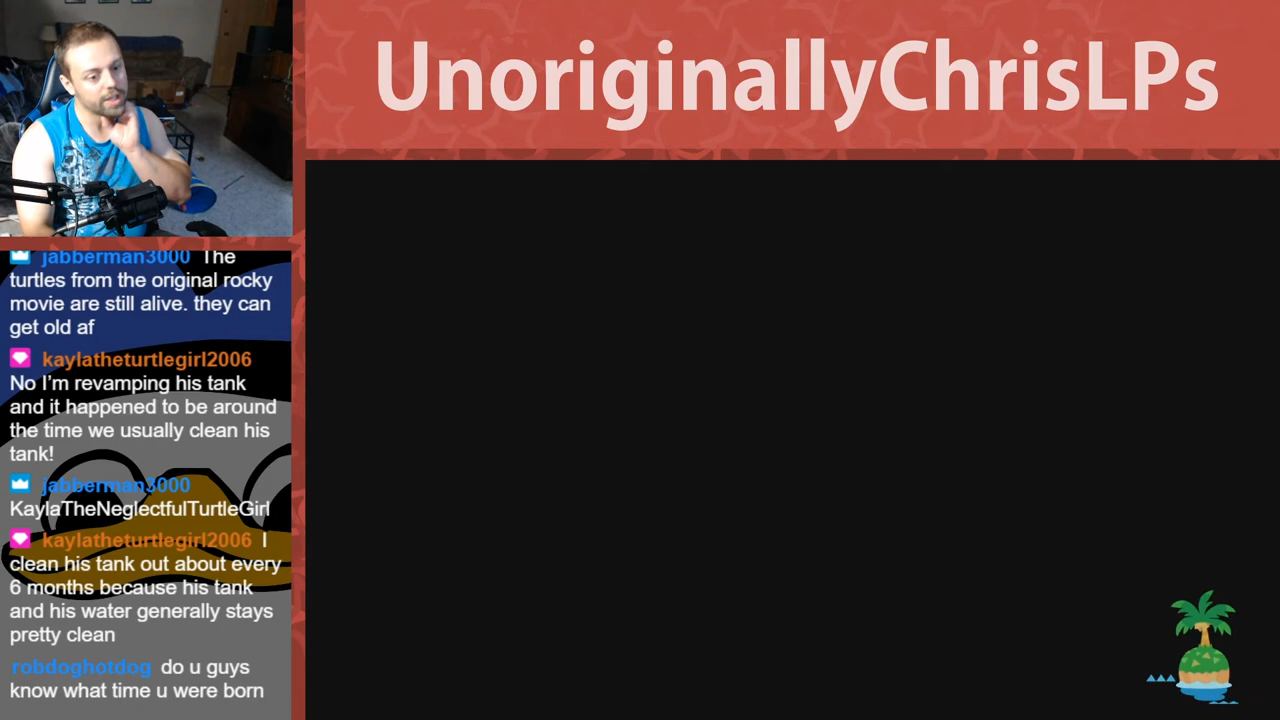 UnoriginallyChrisLPs
jabberman3000 The
turtles from the original rocky
movie are still alive. they can
get old af
kaylatheturtlegirl2006
No I’m revamping his tank
and it happened to be around
the time we usually clean his
tank!
jabberman3000
KaylaTheNeglectfulTurtleGirl
kaylatheturtlegirl2006 I
clean his tank out about every
6 months because his tank
and his water generally stays
pretty clean
robdoghotdog do u guys
know what time u were born